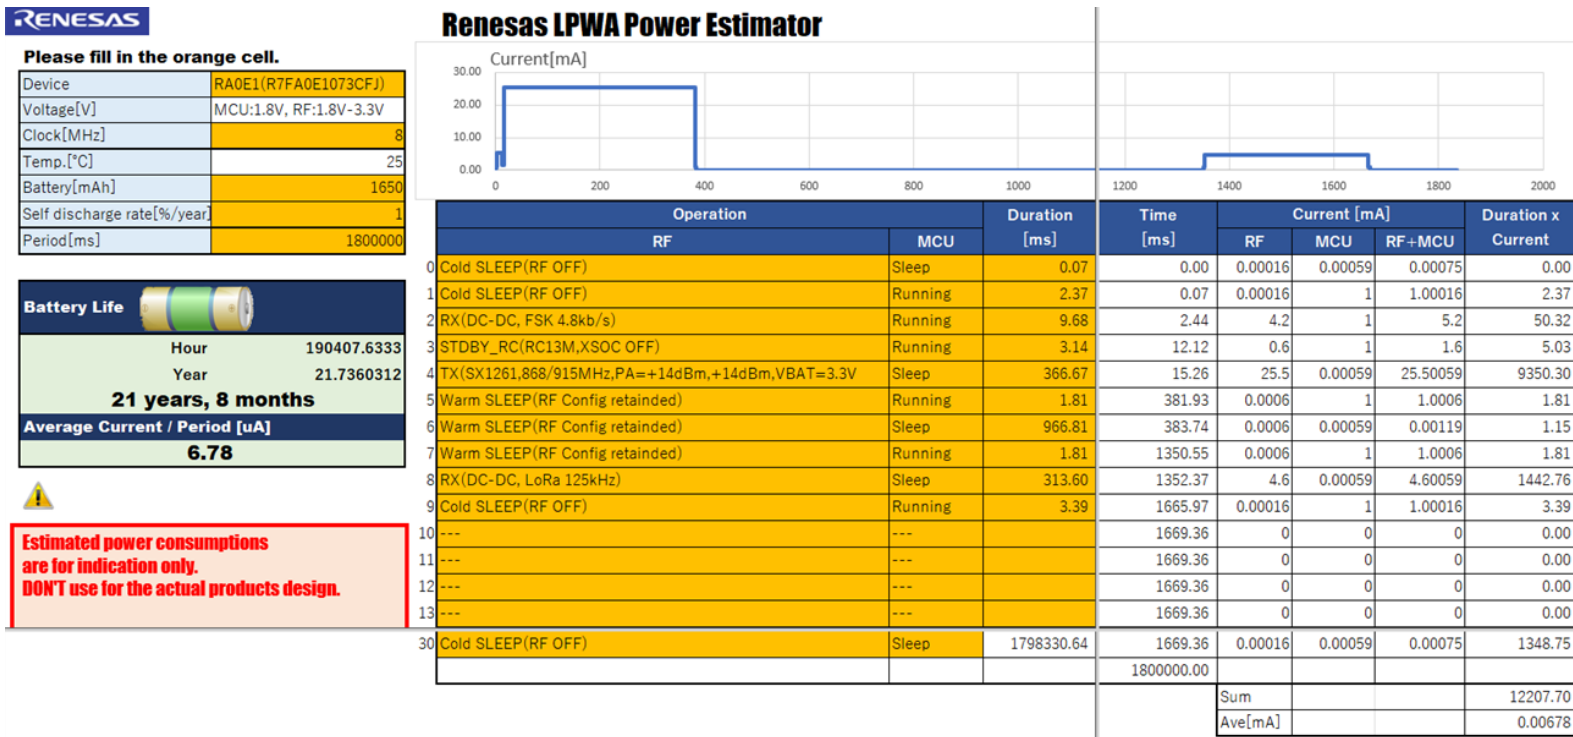 RENESAS
Renesas LPWA Power Estimator
Please fill in the orange cell.
Device RA0E1(R7FA0E1073CFJ)
Voltage[V] MCU:1.8V, RF:1.8V-3.3V
Clock[MHz] 8
Temp.[°C] 25
Battery[mAh] 1650
Self discharge rate[%/year] 1
Period[ms] 1800000
Battery Life
Hour 190407.6333
Year 21.7360312
21 years, 8 months
Average Current / Period [uA]
6.78
Estimated power consumptions
are for indication only.
DON'T use for the actual products design.
Current[mA]
30.00
20.00
10.00
0.00
0 200 400 600 800 1000 1200 1400 1600 1800 2000
Operation Duration Time Current [mA] Duration x
RF MCU [ms] [ms] RF MCU RF+MCU Current
0 Cold SLEEP(RF OFF) Sleep 0.07 0.00 0.00016 0.00059 0.00075 0.00
1 Cold SLEEP(RF OFF) Running 2.37 0.07 0.00016 1 1.00016 2.37
2 RX(DC-DC, FSK 4.8kb/s) Running 9.68 2.44 4.2 1 5.2 50.32
3 STDBY_RC(RC13M,XSOC OFF) Running 3.14 12.12 0.6 1 1.6 5.03
4 TX(SX1261,868/915MHz,PA=+14dBm,+14dBm,VBAT=3.3V Sleep 366.67 15.26 25.5 0.00059 25.50059 9350.30
5 Warm SLEEP(RF Config retainded) Running 1.81 381.93 0.0006 1 1.0006 1.81
6 Warm SLEEP(RF Config retainded) Sleep 966.81 383.74 0.0006 0.00059 0.00119 1.15
7 Warm SLEEP(RF Config retainded) Running 1.81 1350.55 0.0006 1 1.0006 1.81
8 RX(DC-DC, LoRa 125kHz) Sleep 313.60 1352.37 4.6 0.00059 4.60059 1442.76
9 Cold SLEEP(RF OFF) Running 3.39 1665.97 0.00016 1 1.00016 3.39
10 --- --- 1669.36 0 0 0 0.00
11 --- --- 1669.36 0 0 0 0.00
12 --- --- 1669.36 0 0 0 0.00
13 --- --- 1669.36 0 0 0 0.00
30 Cold SLEEP(RF OFF) Sleep 1798330.64 1669.36 0.00016 0.00059 0.00075 1348.75
1800000.00
Sum 12207.70
Ave[mA] 0.00678